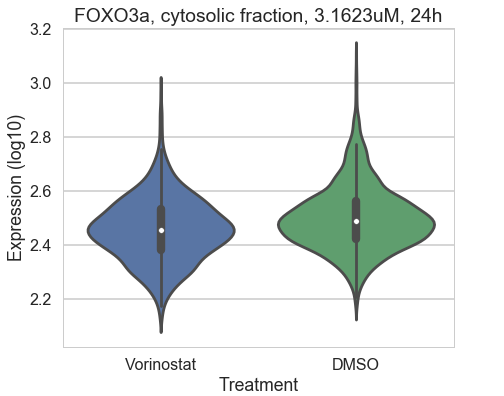 FOXO3a, cytosolic fraction, 3.1623uM, 24h
3.2
3.0
2.8
2.6
2.4
2.2
Expression (log10)
Vorinostat DMSO
Treatment